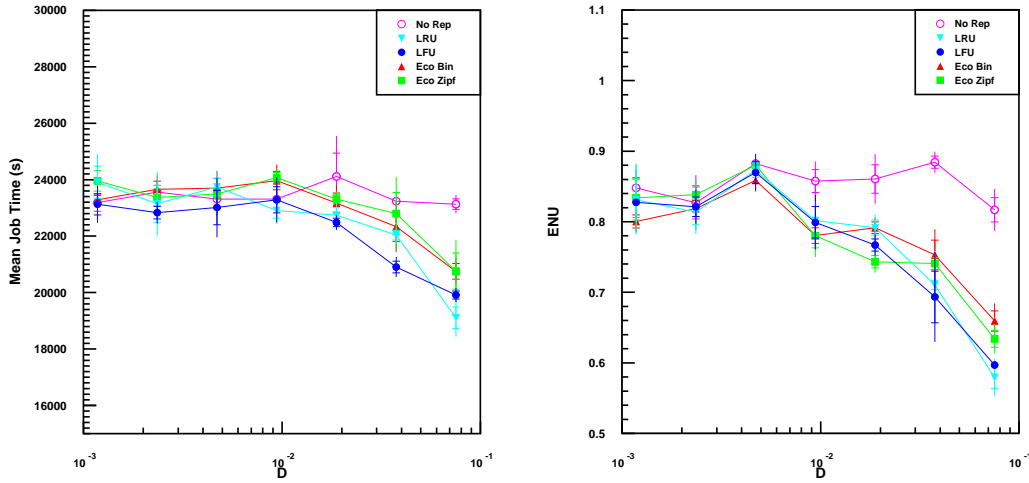 30000
28000
26000
24000
22000
20000
18000
16000
Mean Job Time (s)
10-3
10-2
10-1
D
No Rep
LRU
LFU
Eco Bin
Eco Zipf
1.1
1
0.9
0.8
0.7
0.6
0.5
ENU
10-3
10-2
10-1
D
No Rep
LRU
LFU
Eco Bin
Eco Zipf